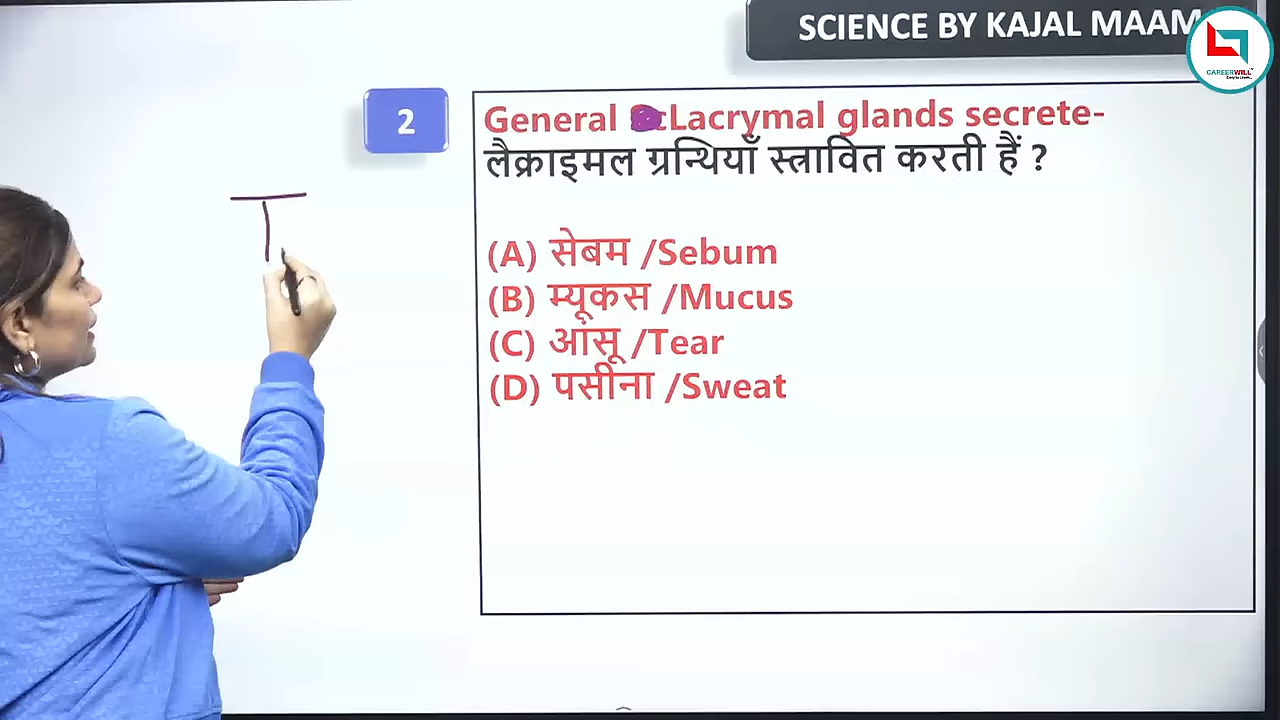 SCIENCE BY KAJAL MAAM
CAREERWILL
2
General Lacrymal glands secrete-
लैक्राइमल ग्रन्थियाँ स्त्रावित करती हैं ?
T
(A) सेबम /Sebum
(B) म्यूकस /Mucus
(C) आंसू /Tear
(D) पसीना /Sweat